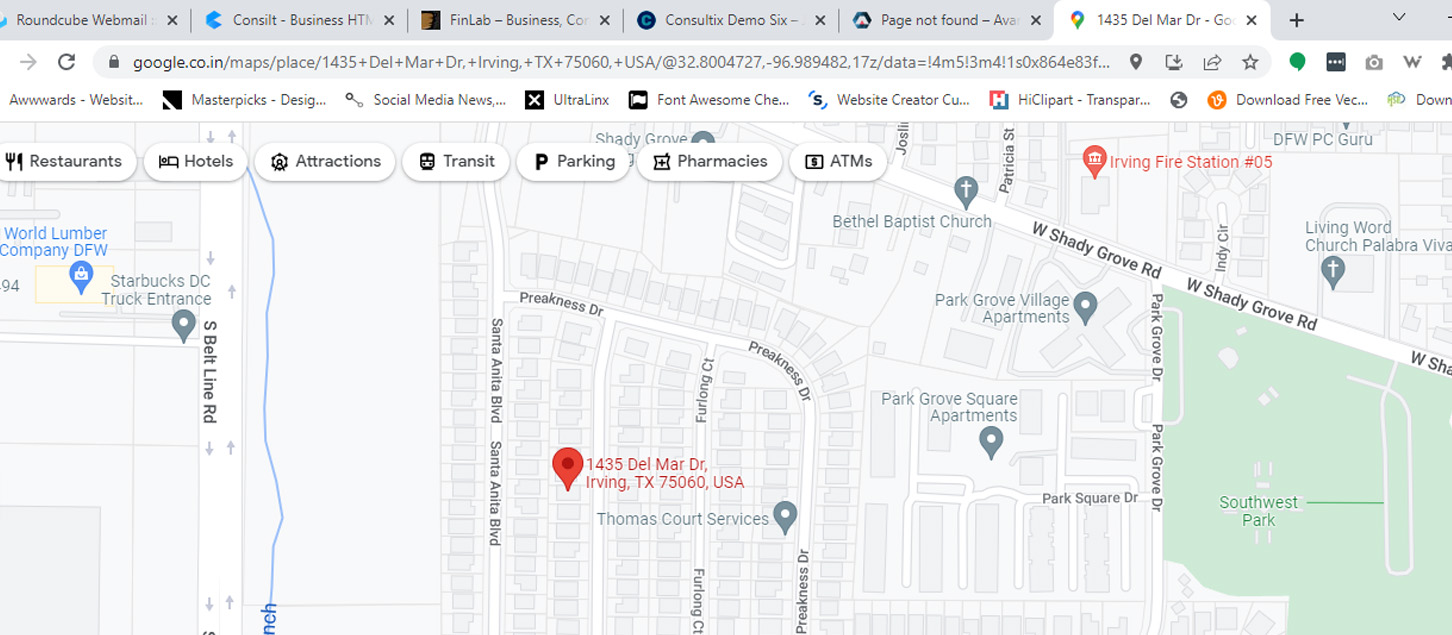 Roundcube Webmail :
Consilt - Business HTM
FinLab – Business, Cor
Consultix Demo Six –
Page not found – Avan
1435 Del Mar Dr - Goo
google.co.in/maps/place/1435+Del+Mar+Dr,+Irving,+TX+75060,+USA/@32.8004727,-96.989482,17z/data=!4m5!3m4!1s0x864e83f...
Awwwards - Websit...
Masterpicks - Desig...
Social Media News,...
UltraLinx
Font Awesome Che...
Website Creator Cu...
HiClipart - Transpar...
Download Free Vec...
Down
Restaurants
Hotels
Attractions
Transit
Parking
Pharmacies
ATMs
Shady Grove
Joslin
Patricia St
DFW PC Guru
Irving Fire Station #05
Bethel Baptist Church
W Shady Grove Rd
W Shady Grove Rd
W Sha
Indy Cir
Living Word
Church Palabra Viva
World Lumber
Company DFW
494
Starbucks DC
Truck Entrance
S Belt Line Rd
Preakness Dr
Preakness Dr
Preakness Dr
Santa Anita Blvd
Santa Anita Blvd
Furlong Ct
Furlong Ct
Park Grove Village
Apartments
Park Grove Dr
Park Grove Dr
Park Grove Square
Apartments
1435 Del Mar Dr,
Irving, TX 75060, USA
Thomas Court Services
Park Square Dr
Southwest
Park
nch